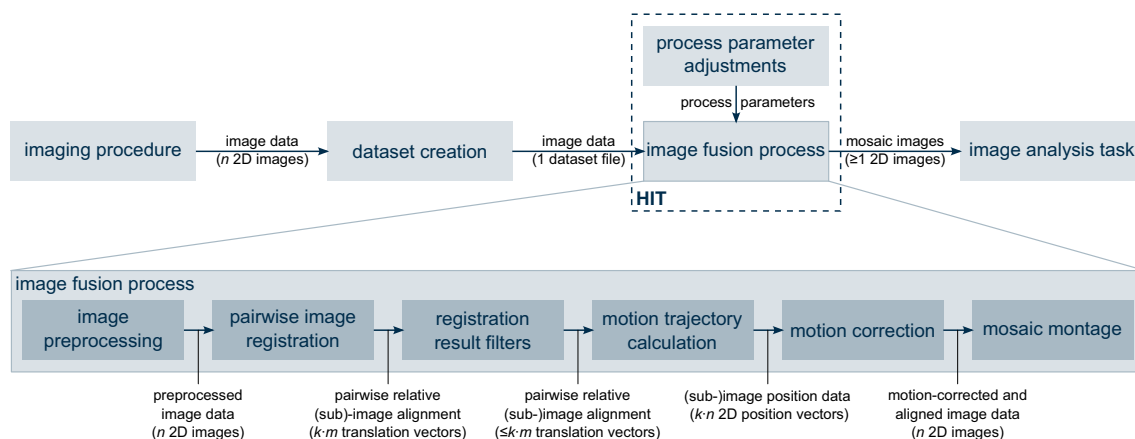 process parameter
adjustments
process parameters
imaging procedure
image data
(n 2D images)
dataset creation
image data
(1 dataset file)
image fusion process
mosaic images
(≥1 2D images)
image analysis task
HIT
image fusion process
image
preprocessing
pairwise image
registration
registration
result filters
motion trajectory
calculation
motion correction
mosaic montage
preprocessed
image data
(n 2D images)
pairwise relative
(sub)-image alignment
(k·m translation vectors)
pairwise relative
(sub-)image alignment
(≤k·m translation vectors)
(sub-)image position data
(k·n 2D position vectors)
motion-corrected and
aligned image data
(n 2D images)